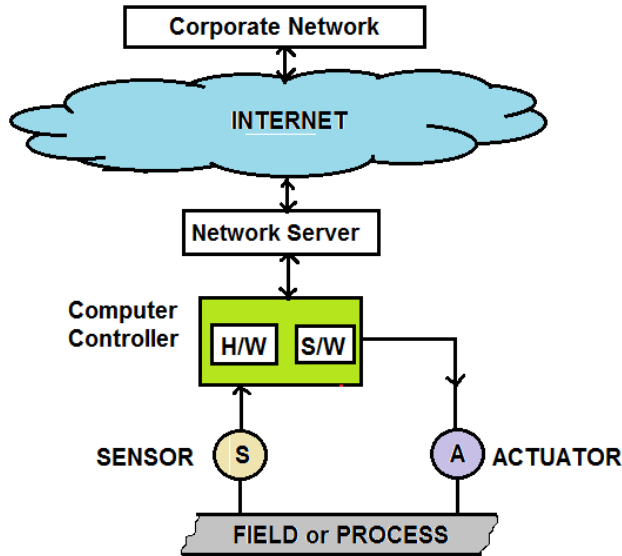 Corporate Network
INTERNET
Network Server
Computer
Controller
H/W
S/W
SENSOR
S
A
ACTUATOR
FIELD or PROCESS